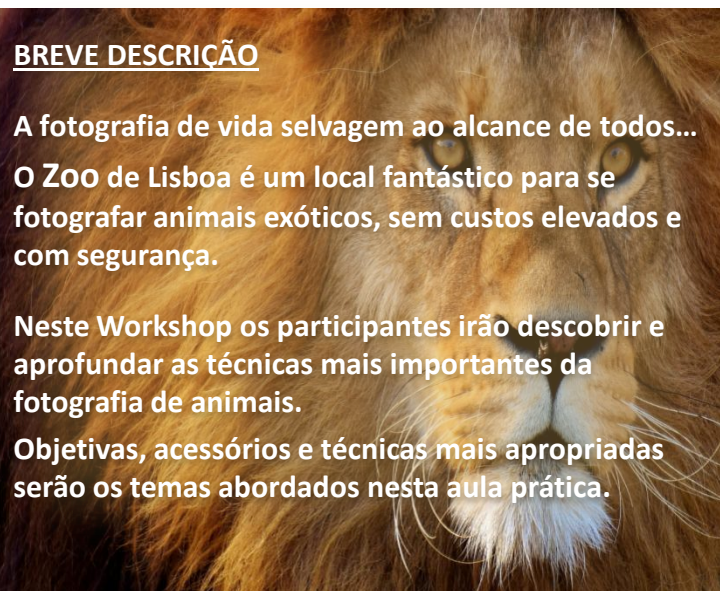 BREVE DESCRIÇÃO
A fotografia de vida selvagem ao alcance de todos…
O Zoo de Lisboa é um local fantástico para se
fotografar animais exóticos, sem custos elevados e
com segurança.
Neste Workshop os participantes irão descobrir e
aprofundar as técnicas mais importantes da
fotografia de animais.
Objetivas, acessórios e técnicas mais apropriadas
serão os temas abordados nesta aula prática.